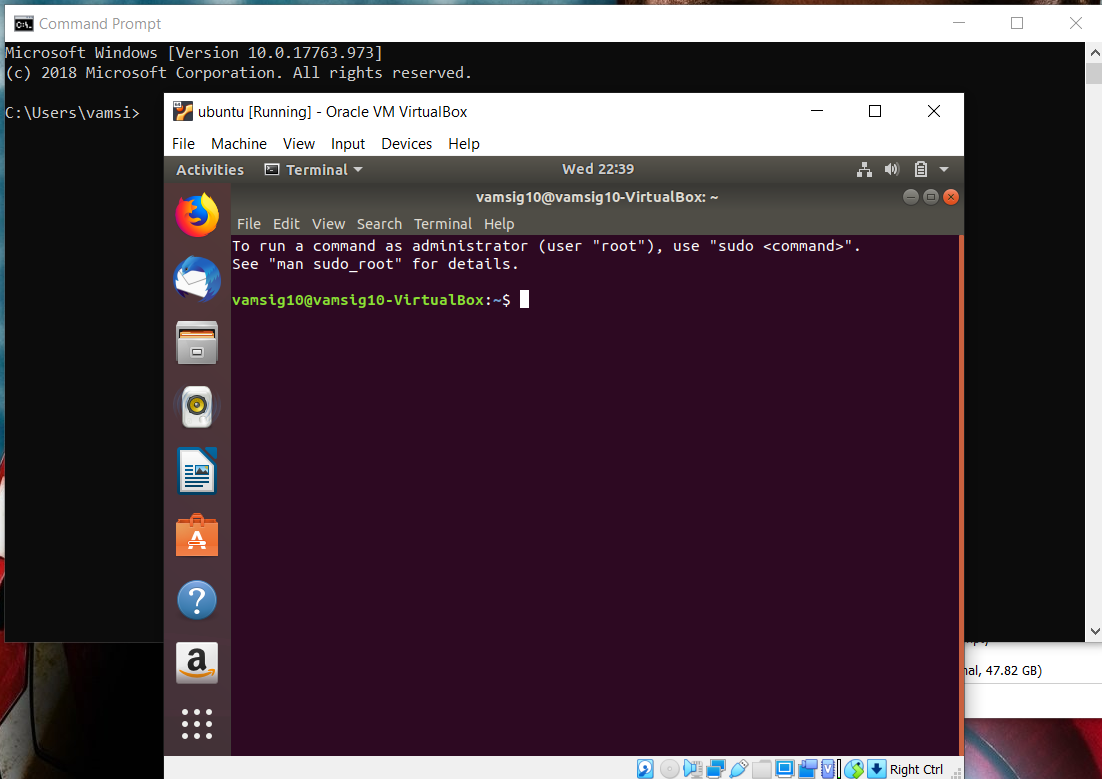 Command Prompt
Microsoft Windows [Version 10.0.17763.973]
(c) 2018 Microsoft Corporation. All rights reserved.
C:\Users\vamsi>
ubuntu [Running] - Oracle VM VirtualBox
File Machine View Input Devices Help
Activities Terminal Wed 22:39
vamsig10@vamsig10-VirtualBox: ~
File Edit View Search Terminal Help
To run a command as administrator (user "root"), use "sudo <command>".
See "man sudo_root" for details.
vamsig10@vamsig10-VirtualBox:~$
47.82 GB)
Right Ctrl